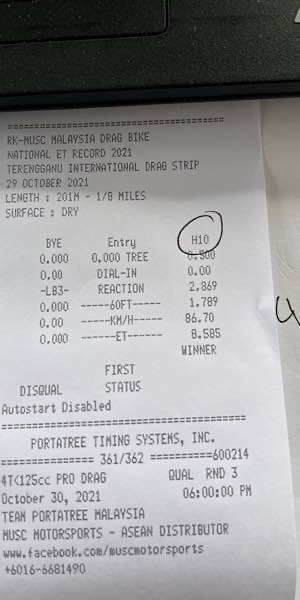 ========================================
RK-MUSC MALAYSIA DRAG BIKE
NATIONAL ET RECORD 2021
TERENGGANU INTERNATIONAL DRAG STRIP
29 OCTOBER 2021
LENGTH : 201M - 1/8 MILES
SURFACE : DRY
BYE Entry H10
0.000 0.000 TREE 0.500
0.00 DIAL-IN 0.00
-LB3- REACTION 2.869
0.000 -----60FT----- 1.789
0.00 -----KM/H----- 86.70
0.000 ------ET------ 8.585
WINNER
FIRST
DISQUAL STATUS
Autostart Disabled
========================================
PORTATREE TIMING SYSTEMS, INC.
=============== 361/362 ==========600214
4TK125cc PRO DRAG QUAL RND 3
October 30, 2021 06:00:00 PM
TEAM PORTATREE MALAYSIA
MUSC MOTORSPORTS - ASEAN DISTRIBUTOR
www.facebook.com/muscmotorsports
+6016-6681490